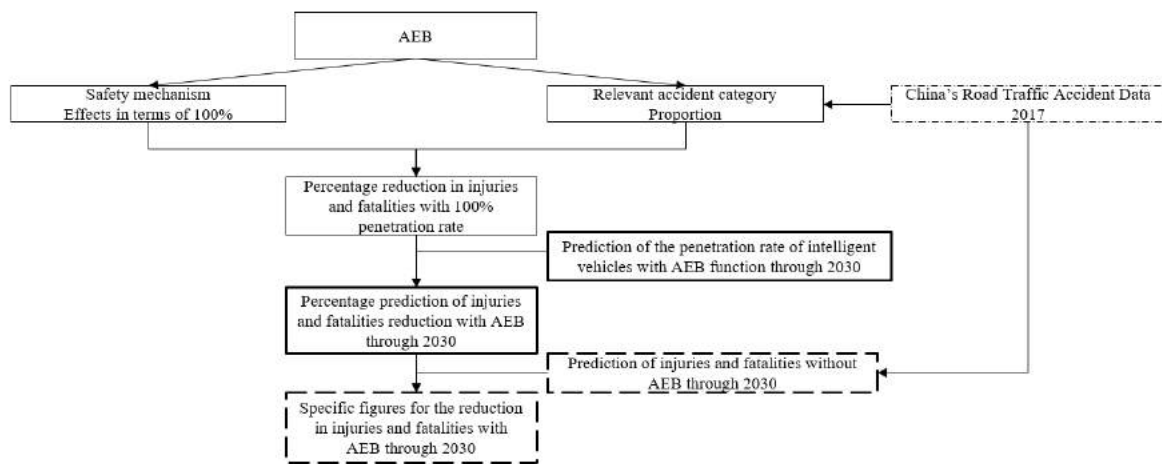 AEB
Safety mechanism
Effects in terms of 100%
Relevant accident category
Proportion
China's Road Traffic Accident Data
2017
Percentage reduction in injuries
and fatalities with 100%
penetration rate
Prediction of the penetration rate of intelligent
vehicles with AEB function through 2030
Percentage prediction of injuries
and fatalities reduction with AEB
through 2030
Prediction of injuries and fatalities without
AEB through 2030
Specific figures for the reduction
in injuries and fatalities with
AEB through 2030